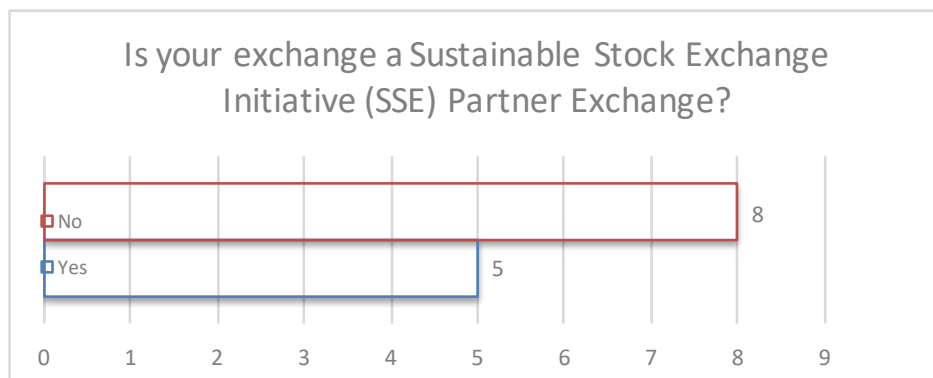 Is your exchange a Sustainable Stock Exchange
Initiative (SSE) Partner Exchange?
No
8
Yes
5
0 1 2 3 4 5 6 7 8 9